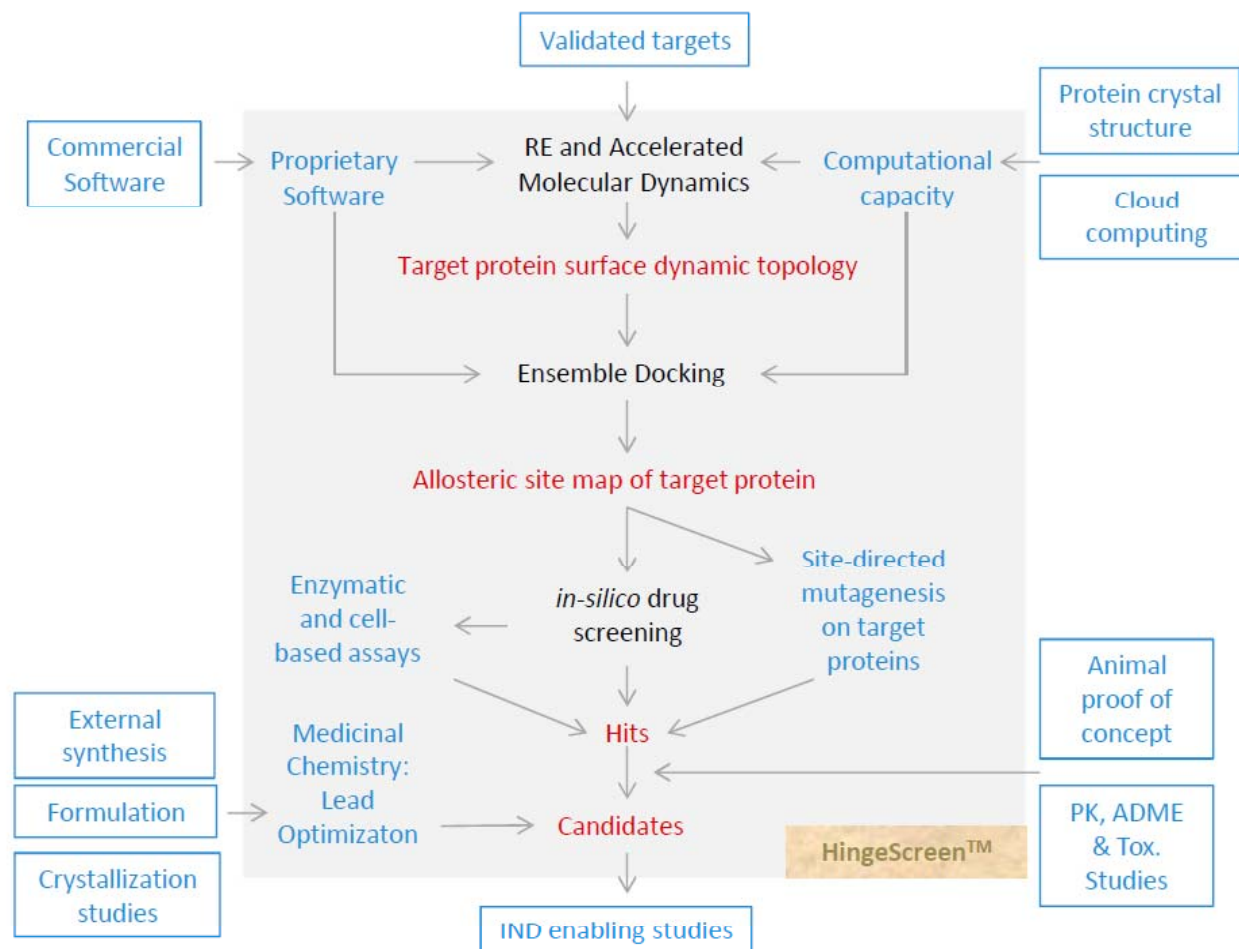 Validated targets
Protein crystal
structure
Commercial
Software
Proprietary
Software
RE and Accelerated
Molecular Dynamics
Computational
capacity
Cloud
computing
Target protein surface dynamic topology
Ensemble Docking
Allosteric site map of target protein
Enzymatic
and cell-
based assays
in-silico drug
screening
Site-directed
mutagenesis
on target
proteins
Animal
proof of
concept
External
synthesis
Medicinal
Chemistry:
Lead
Optimizaton
Hits
Formulation
Candidates
PK, ADME
& Tox.
Studies
HingeScreen™
Crystallization
studies
IND enabling studies